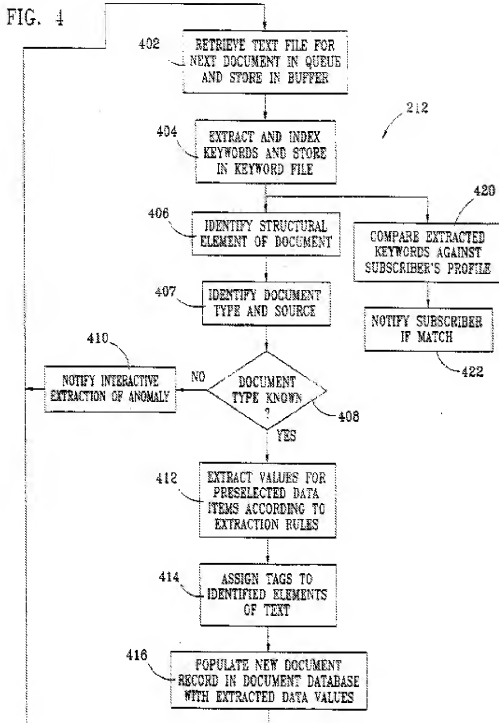 FIG. 4
402
RETRIEVE TEXT FILE FOR
NEXT DOCUMENT IN QUEUE
AND STORE IN BUFFER
212
404
EXTRACT AND INDEX
KEYWORDS AND STORE
IN KEYWORD FILE
420
406
IDENTIFY STRUCTURAL
ELEMENT OF DOCUMENT
COMPARE EXTRACTED
KEYWORDS AGAINST
SUBSCRIBER'S PROFILE
407
IDENTIFY DOCUMENT
TYPE AND SOURCE
NOTIFY SUBSCRIBER
IF MATCH
422
410
NOTIFY INTERACTIVE
EXTRACTION OF ANOMALY
NO
DOCUMENT
TYPE KNOWN
?
408
YES
412
EXTRACT VALUES FOR
PRESELECTED DATA
ITEMS ACCORDING TO
EXTRACTION RULES
414
ASSIGN TAGS TO
IDENTIFIED ELEMENTS
OF TEXT
416
POPULATE NEW DOCUMENT
RECORD IN DOCUMENT DATABASE
WITH EXTRACTED DATA VALUES